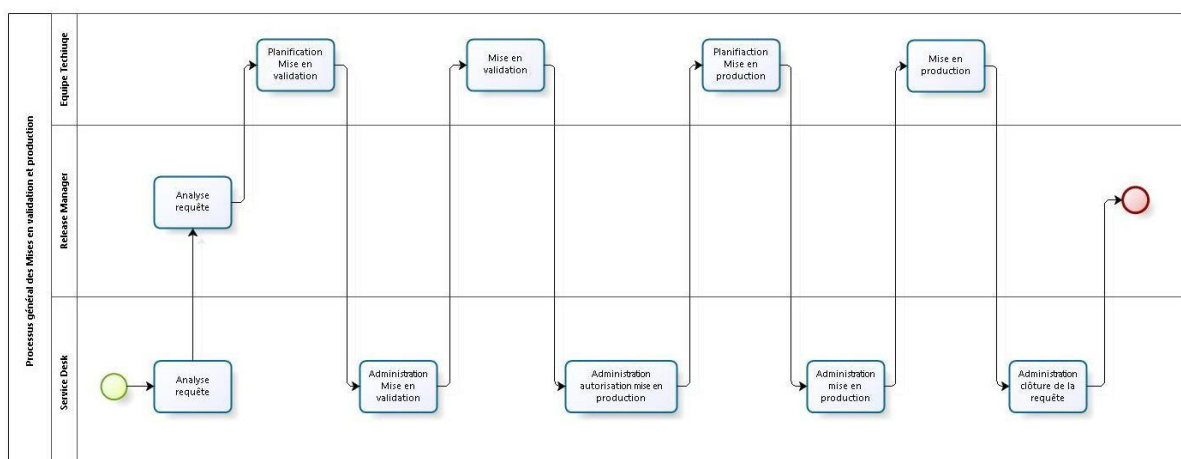 Processus général des Mises en validation et production
Equipe Techiuqe
Planification
Mise en
validation
Mise en
validation
Planifiaction
Mise en
production
Mise en
production
Release Manager
Analyse
requête
Service Desk
Analyse
requête
Administration
Mise en
validation
Administration
autorisation mise en
production
Administration
mise en
production
Administration
clôture de la
requête